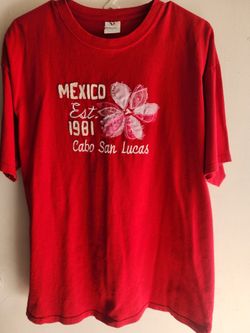 MEXICO
Est.
1981
Cabo San Lucas